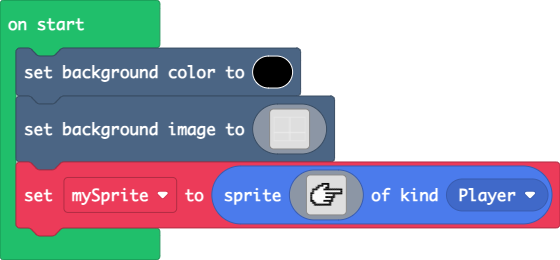 on start
set background color to
set background image to
set mySprite to sprite of kind Player